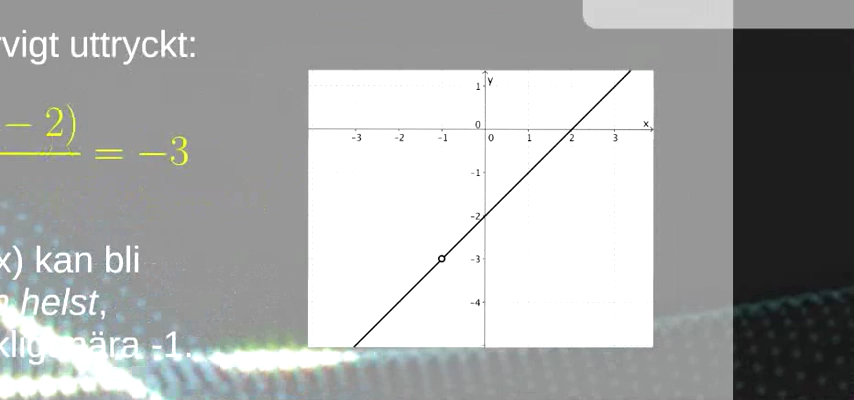 rvigt uttryckt:
− 2)
= −3
x) kan bli
helst,
nära -1.
y
1
0
x
-3 -2 -1 0 1 2 3
-1
-2
-3
-4